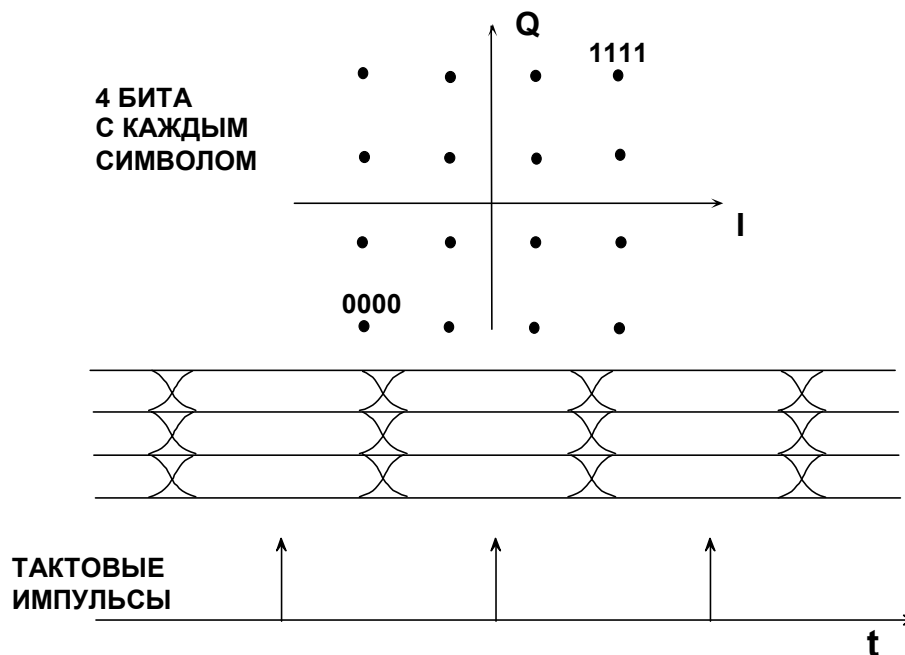 Q
1111
4 БИТА
С КАЖДЫМ
СИМВОЛОМ
I
0000
ТАКТОВЫЕ
ИМПУЛЬСЫ
t